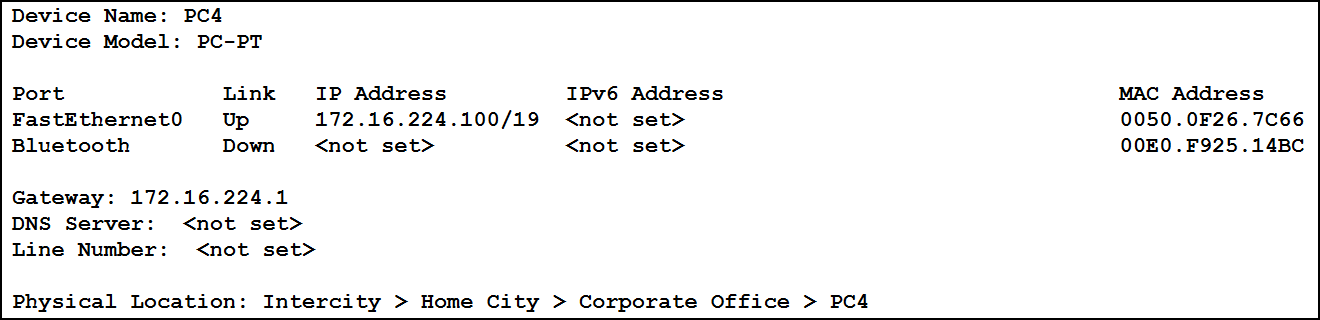 Device Name: PC4
Device Model: PC-PT
Port Link IP Address IPv6 Address MAC Address
FastEthernet0 Up 172.16.224.100/19 <not set> 0050.0F26.7C66
Bluetooth Down <not set> <not set> 00E0.F925.14BC
Gateway: 172.16.224.1
DNS Server: <not set>
Line Number: <not set>
Physical Location: Intercity > Home City > Corporate Office > PC4